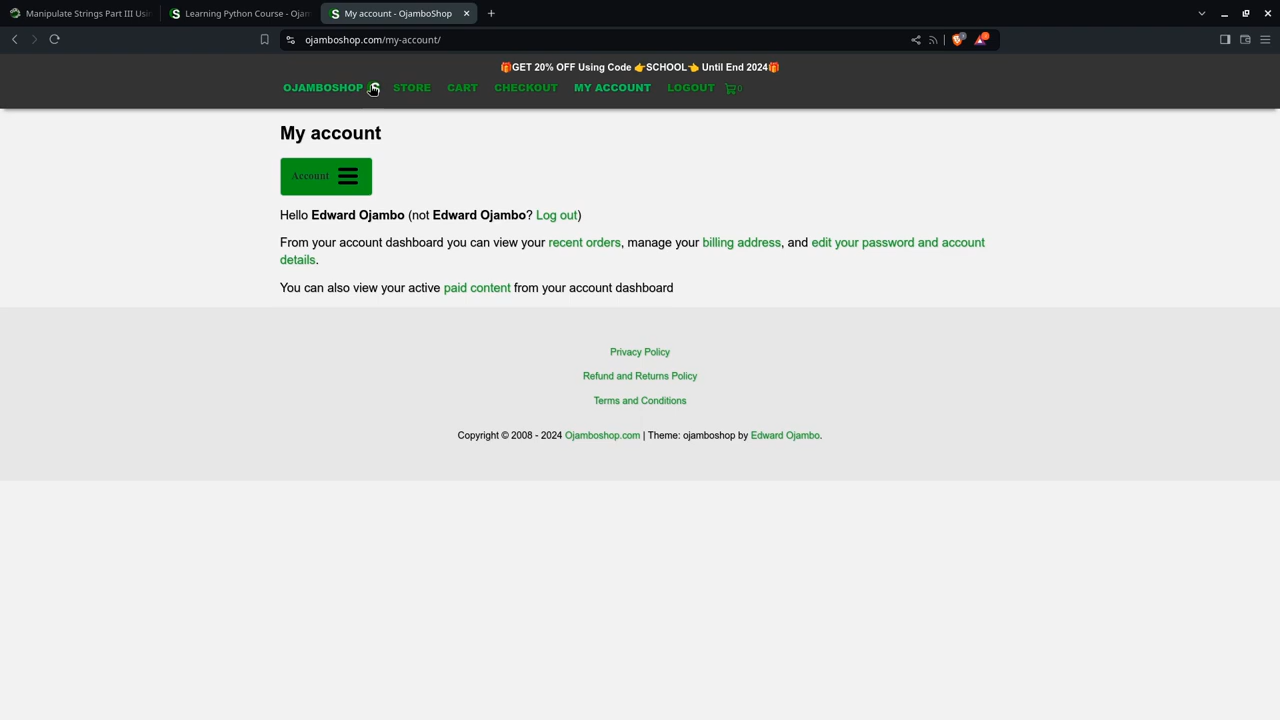 Manipulate Strings Part III Usin
Learning Python Course - Ojam
My account - OjamboShop
ojamboshop.com/my-account/
🎁GET 20% OFF Using Code 👉SCHOOL👈 Until End 2024🎁
OJAMBOSHOP STORE CART CHECKOUT MY ACCOUNT LOGOUT 0
My account
Account
Hello Edward Ojambo (not Edward Ojambo? Log out)
From your account dashboard you can view your recent orders, manage your billing address, and edit your password and account
details.
You can also view your active paid content from your account dashboard
Privacy Policy
Refund and Returns Policy
Terms and Conditions
Copyright © 2008 - 2024 Ojamboshop.com | Theme: ojamboshop by Edward Ojambo.